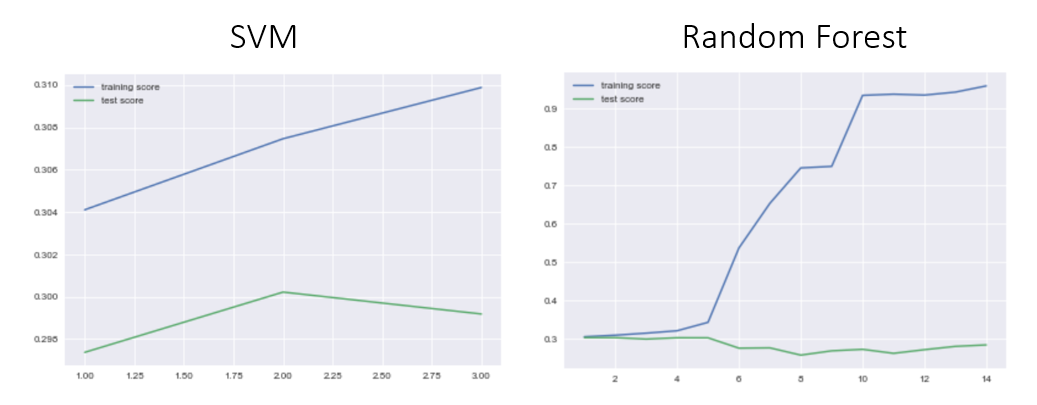 SVM
Random Forest
training score
test score
0.310
0.308
0.306
0.304
0.302
0.300
0.298
1.00 1.25 1.50 1.75 2.00 2.25 2.50 2.75 3.00
training score
test score
0.9
0.8
0.7
0.6
0.5
0.4
0.3
2 4 6 8 10 12 14